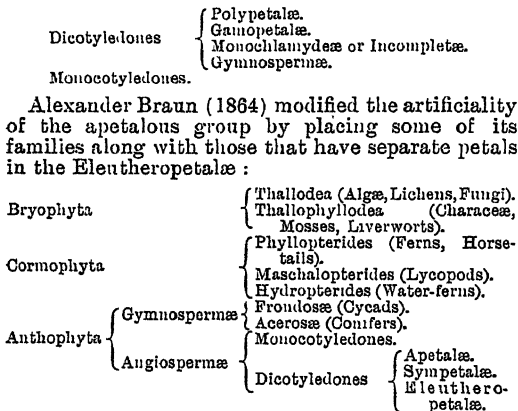 Dicotyledones
Polypetalæ.
Gamopetalæ.
Monochlamydeæ or Incompletæ.
Gymnospermæ.
Monocotyledones.
Alexander Braun (1864) modified the artificiality
of the apetalous group by placing some of its
families along with those that have separate petals
in the Eleutheropetalæ :
Bryophyta
Thallodea (Algæ, Lichens, Fungi).
Thallophyllodea (Characeæ,
Mosses, Liverworts).
Cormophyta
Phyllopterides (Ferns, Horse-
tails).
Maschalopterides (Lycopods).
Hydropterides (Water-ferns).
Anthophyta
Gymnospermæ
Frondosæ (Cycads).
Acerosæ (Conifers).
Angiospermæ
Monocotyledones.
Dicotyledones
Apetalæ.
Sympetalæ.
Eleuthero-
petalæ.